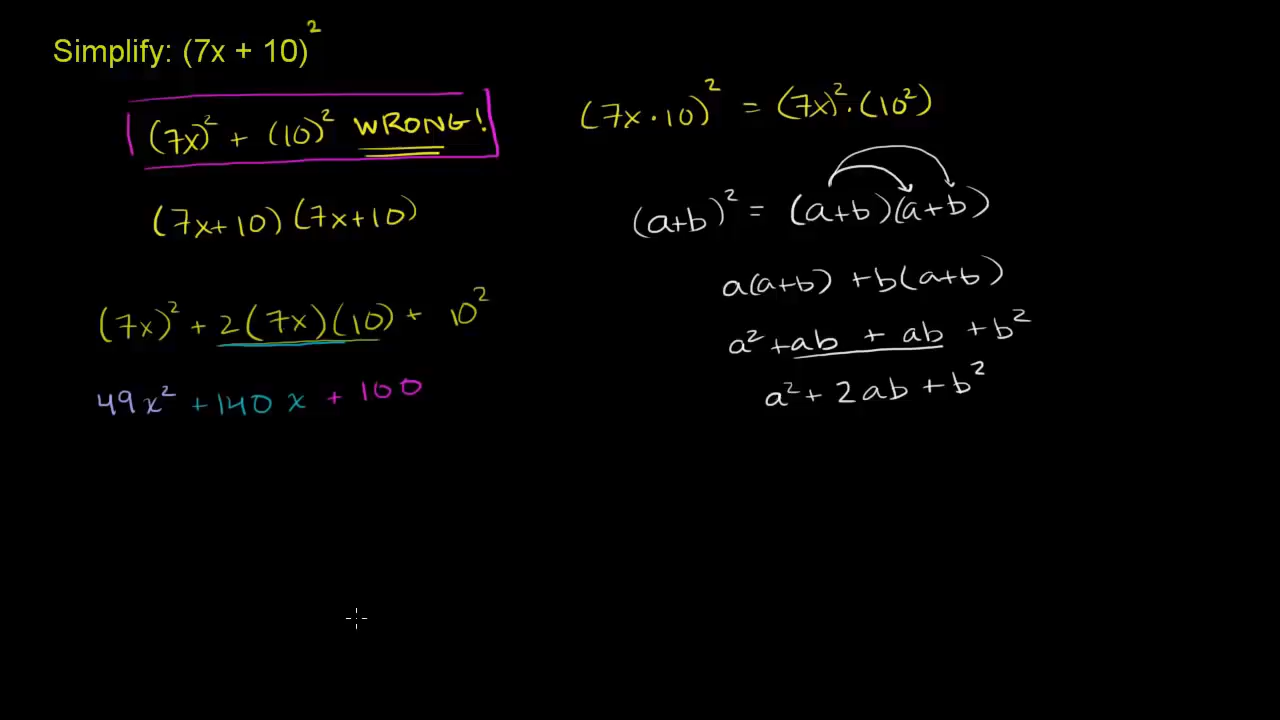 Simplify: (7x + 10)²
(7x)² + (10)² WRONG!
(7x+10)(7x+10)
(7x)² + 2(7x)(10) + 10²
49x² + 140x + 100
(7x · 10)² = (7x)² · (10²)
(a+b)² = (a+b)(a+b)
a(a+b) + b(a+b)
a² + ab + ab + b²
a² + 2ab + b²